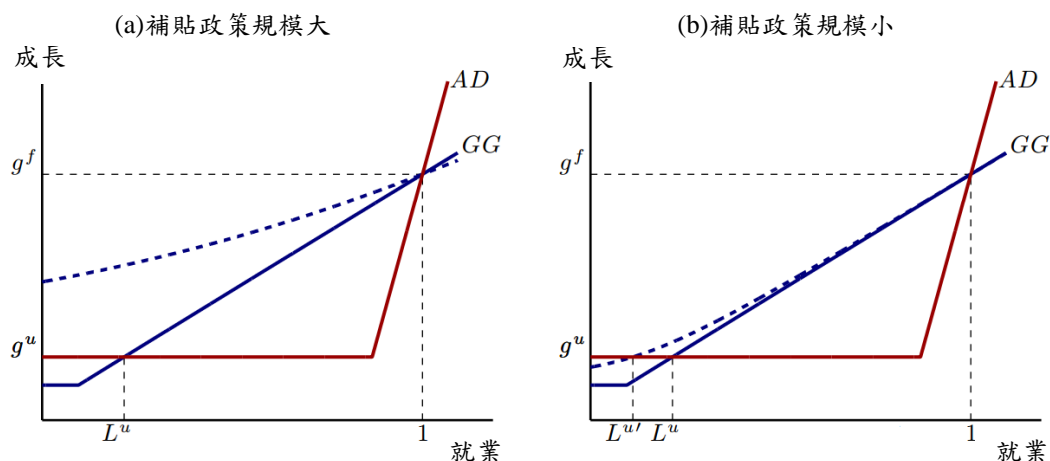 (a)補貼政策規模大
成長
AD
GG
g^f
g^u
L^u
1
就業
(b)補貼政策規模小
成長
AD
GG
g^f
g^u
L^u′ L^u
1
就業